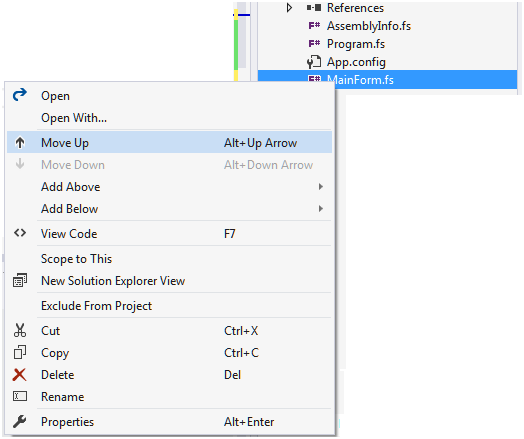 References
F# AssemblyInfo.fs
F# Program.fs
App.config
F# MainForm.fs
Open
Open With...
Move Up Alt+Up Arrow
Move Down Alt+Down Arrow
Add Above
Add Below
View Code F7
Scope to This
New Solution Explorer View
Exclude From Project
Cut Ctrl+X
Copy Ctrl+C
Delete Del
Rename
Properties Alt+Enter